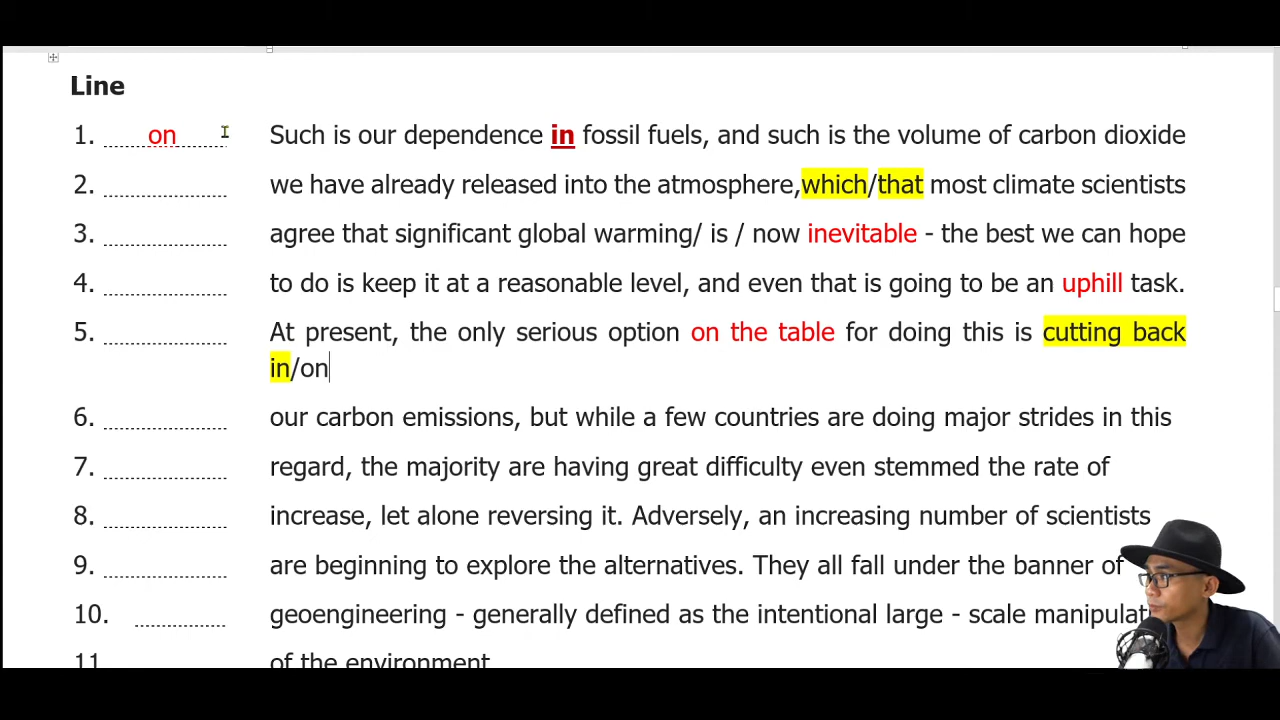 Line
1. on Such is our dependence in fossil fuels, and such is the volume of carbon dioxide
2. we have already released into the atmosphere,which/that most climate scientists
3. agree that significant global warming/ is / now inevitable - the best we can hope
4. to do is keep it at a reasonable level, and even that is going to be an uphill task.
5. At present, the only serious option on the table for doing this is cutting back
in/on
6. our carbon emissions, but while a few countries are doing major strides in this
7. regard, the majority are having great difficulty even stemmed the rate of
8. increase, let alone reversing it. Adversely, an increasing number of scientists
9. are beginning to explore the alternatives. They all fall under the banner of
10. geoengineering - generally defined as the intentional large - scale manipulat
11 of the environment